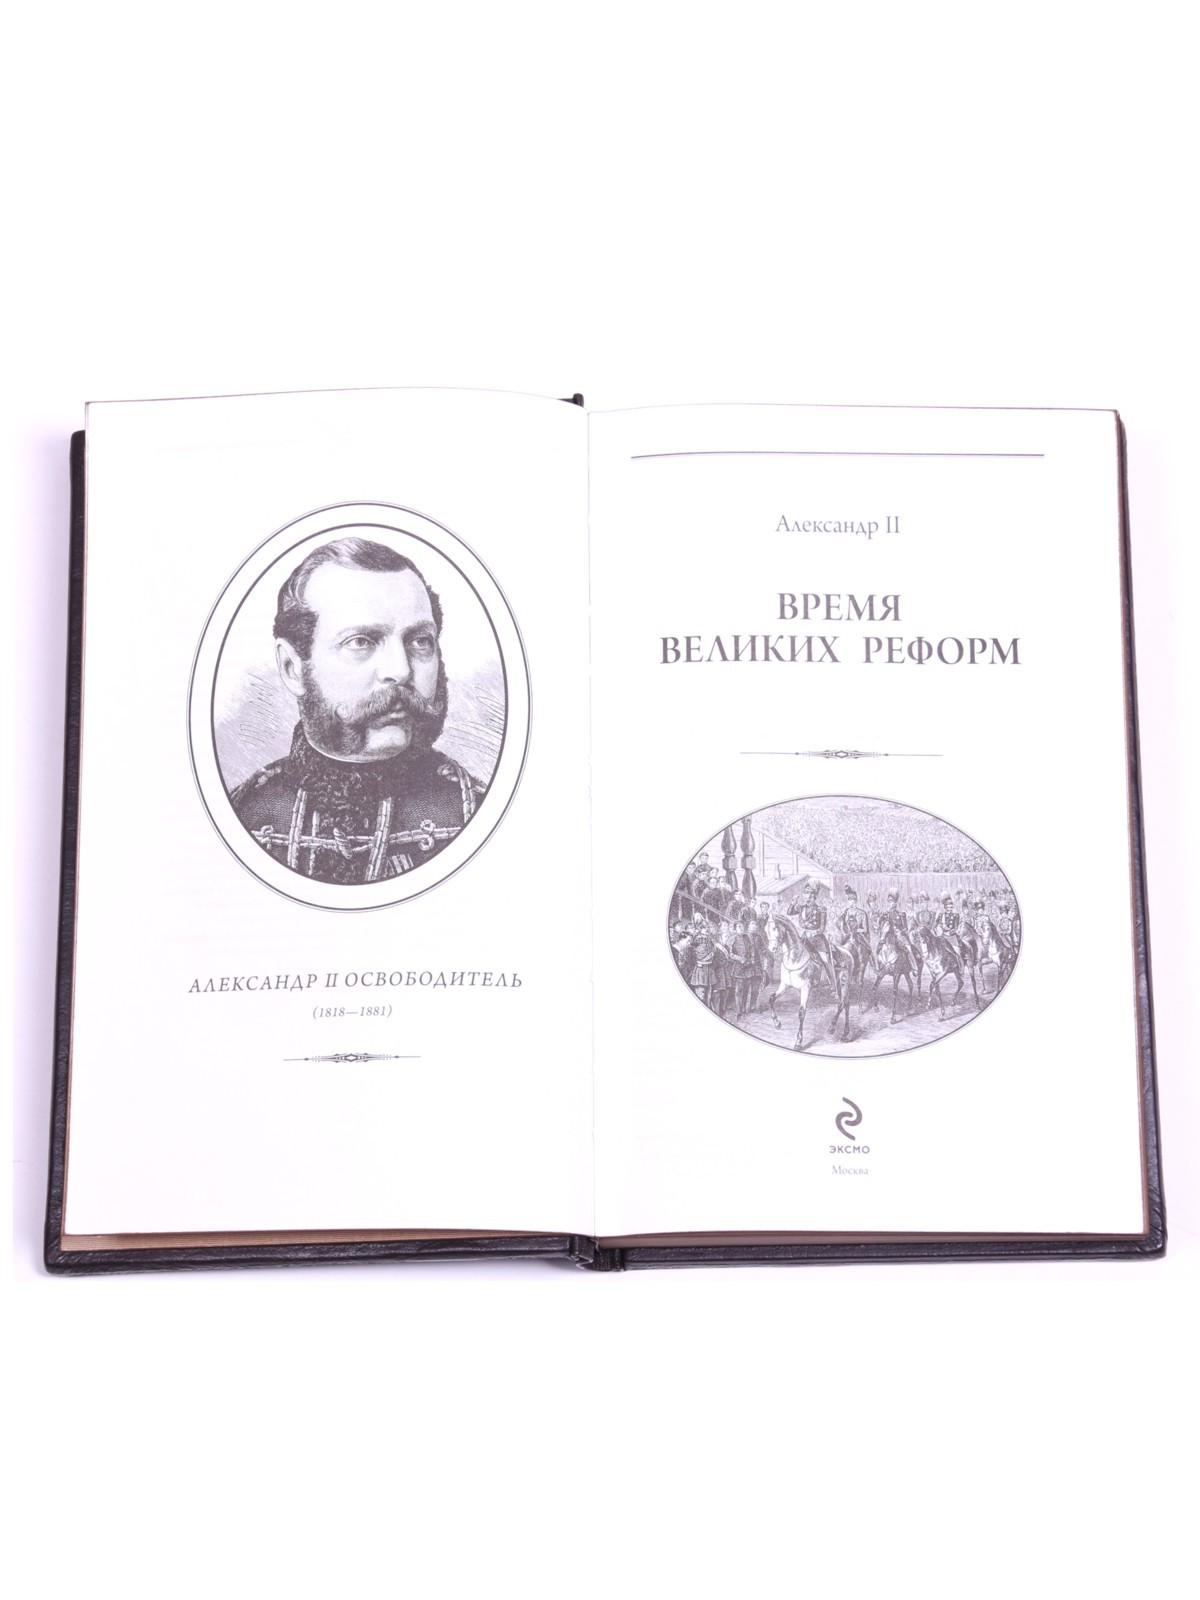 АЛЕКСАНДР II ОСВОБОДИТЕЛЬ
(1818—1881)
Александр II
ВРЕМЯ
ВЕЛИКИХ РЕФОРМ
ЭКСМО
Москва